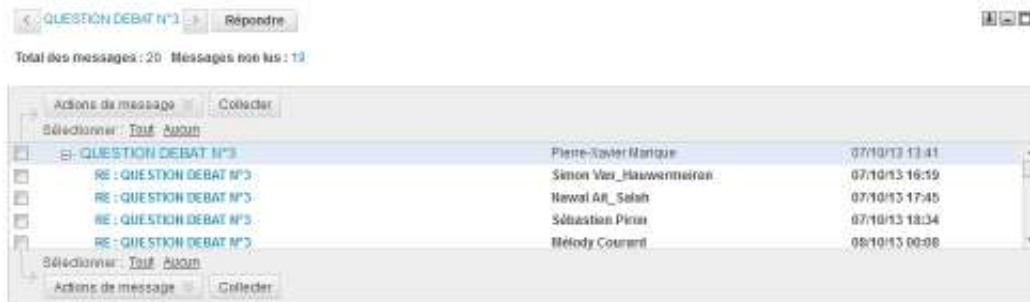 QUESTION DEBAT N°3 Répondre
Total des messages : 20 Messages non lus : 19
Actions de message Collecter
Sélectionner : Tout Aucun
QUESTION DEBAT N°3 Pierre-Xavier Marique 07/10/13 13:41
RE : QUESTION DEBAT N°3 Simon Van_Hauwermeiren 07/10/13 16:19
RE : QUESTION DEBAT N°3 Nawal Ait_Salah 07/10/13 17:45
RE : QUESTION DEBAT N°3 Sébastien Piron 07/10/13 18:34
RE : QUESTION DEBAT N°3 Mélody Courard 08/10/13 00:08
Sélectionner : Tout Aucun
Actions de message Collecter